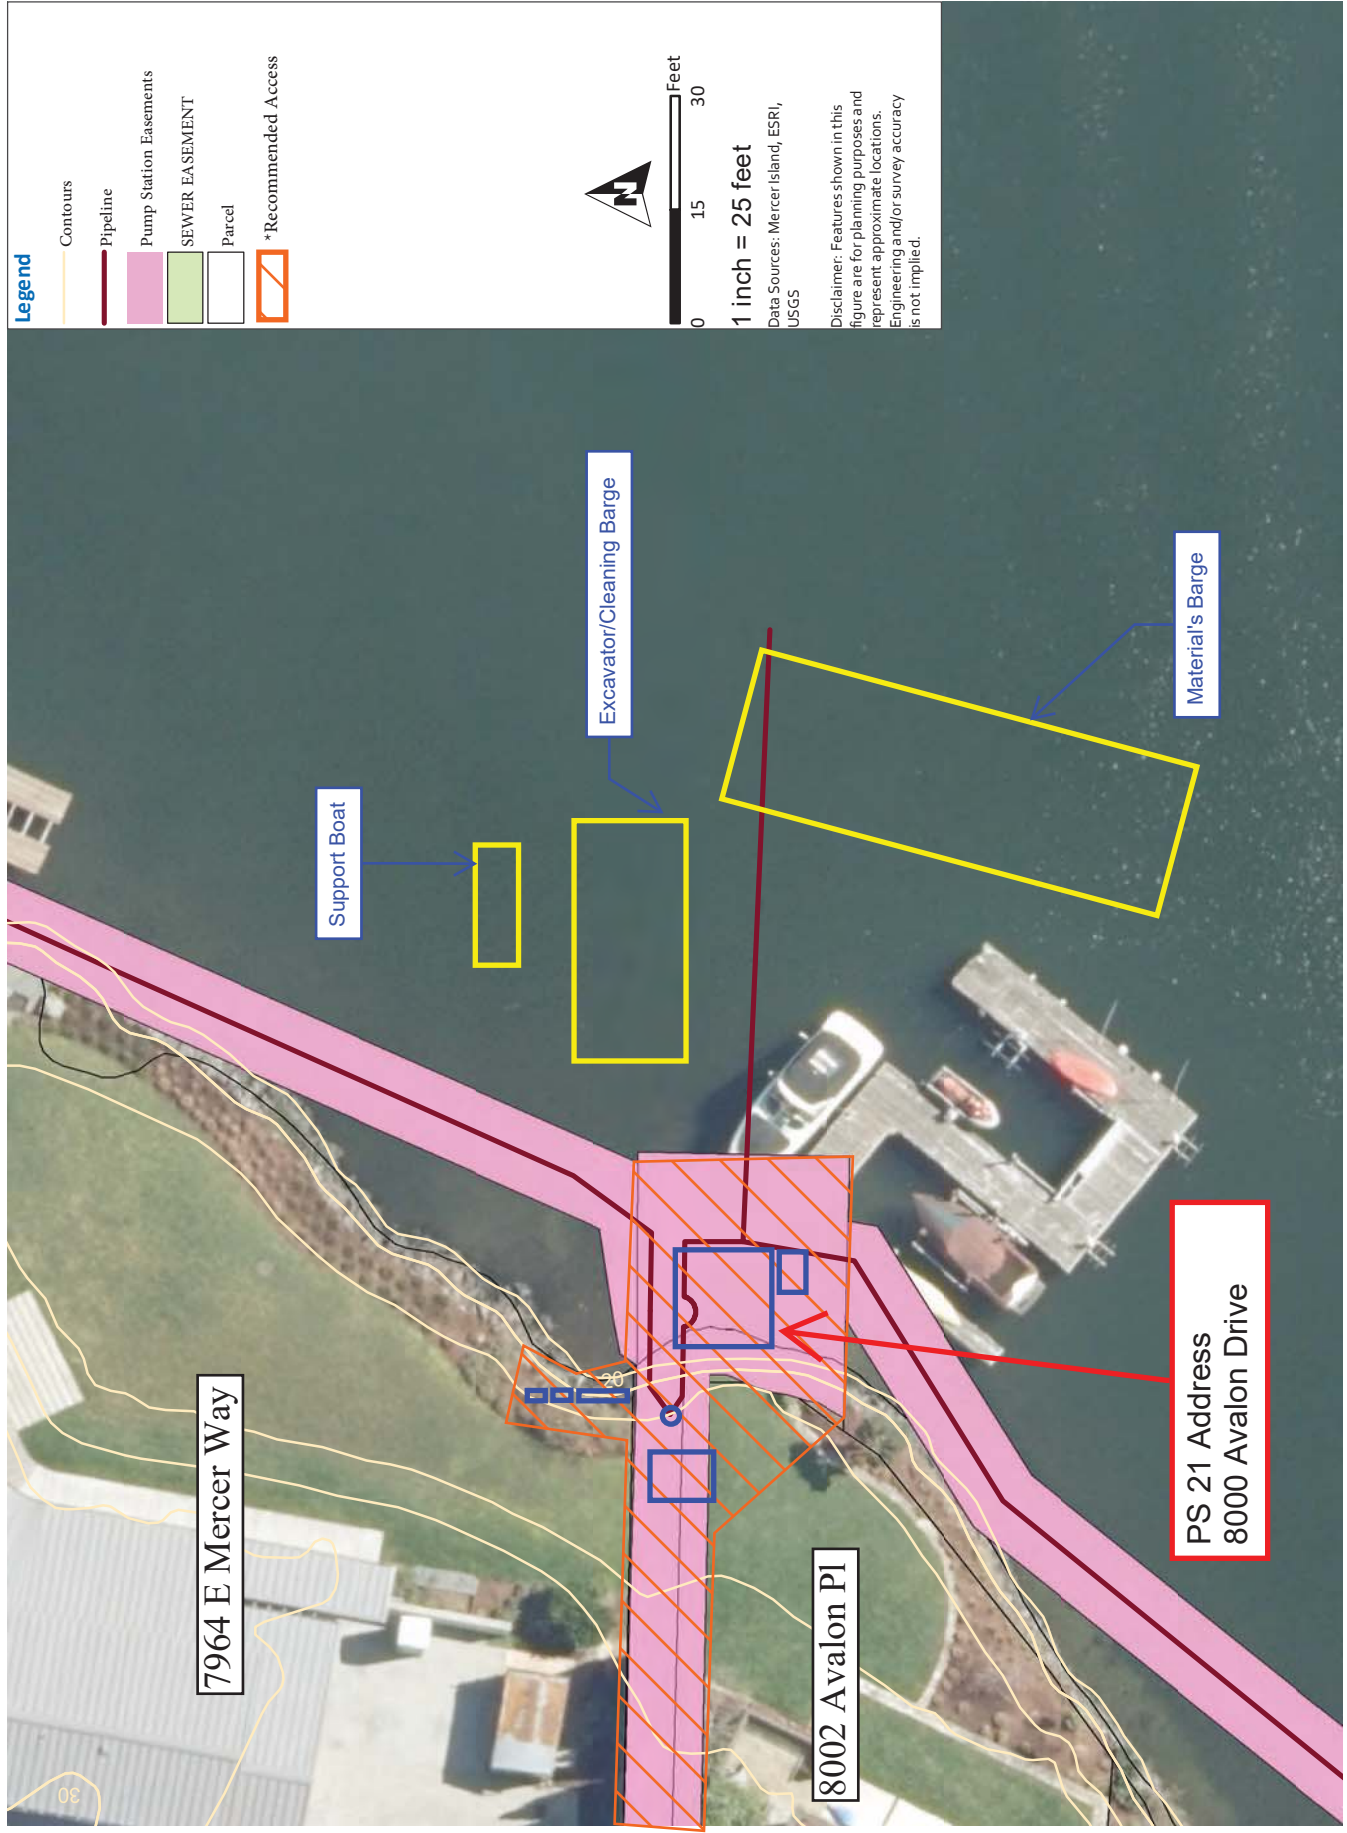 Legend
Contours
Pipeline
Pump Station Easements
SEWER EASEMENT
Parcel
*Recommended Access
N
0 15 30 Feet
1 inch = 25 feet
Data Sources: Mercer Island, ESRI,
USGS
Disclaimer: Features shown in this
figure are for planning purposes and
represent approximate locations.
Engineering and/or survey accuracy
is not implied.
Support Boat
Excavator/Cleaning Barge
Material's Barge
7964 E Mercer Way
8002 Avalon Pl
PS 21 Address
8000 Avalon Drive
20
30